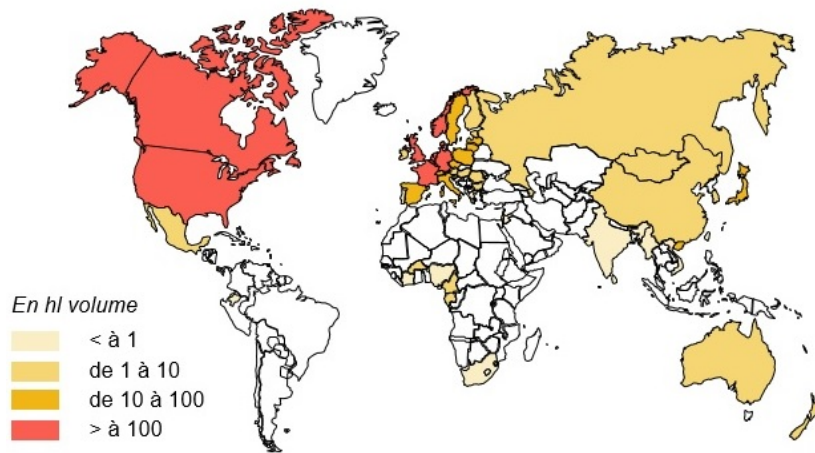 En hl volume
< à 1
de 1 à 10
de 10 à 100
> à 100